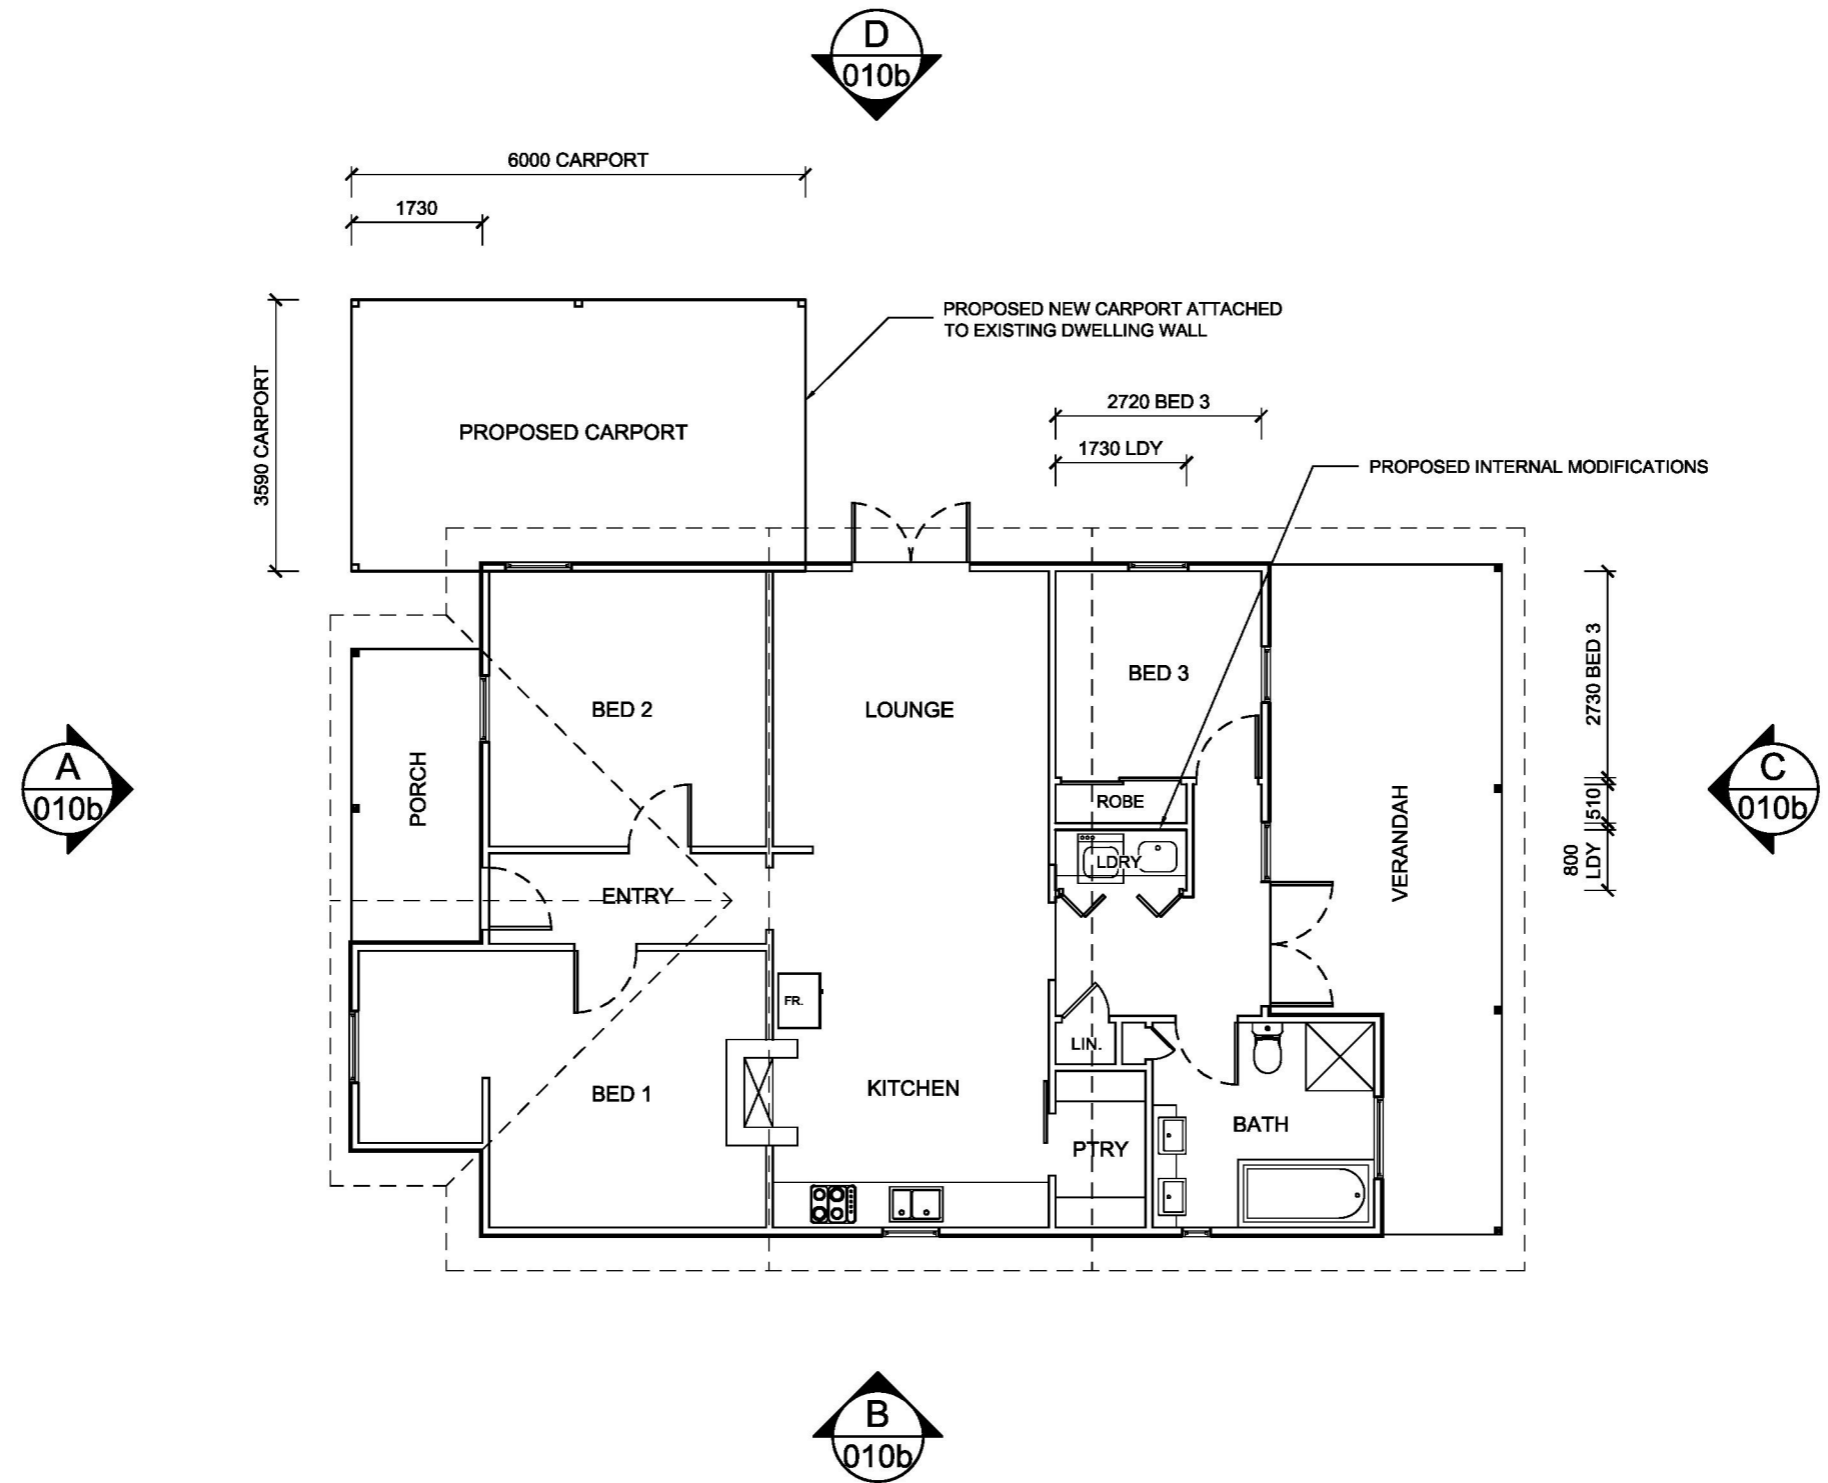 D
010b
6000 CARPORT
1730
3590 CARPORT
PROPOSED NEW CARPORT ATTACHED
TO EXISTING DWELLING WALL
PROPOSED CARPORT
2720 BED 3
1730 LDY
PROPOSED INTERNAL MODIFICATIONS
BED 2
LOUNGE
BED 3
2730 BED 3
A
010b
PORCH
ROBE
VERANDAH
510
C
010b
LDRY
800
LDY
ENTRY
FR.
LIN.
BED 1
KITCHEN
PTRY
BATH
B
010b